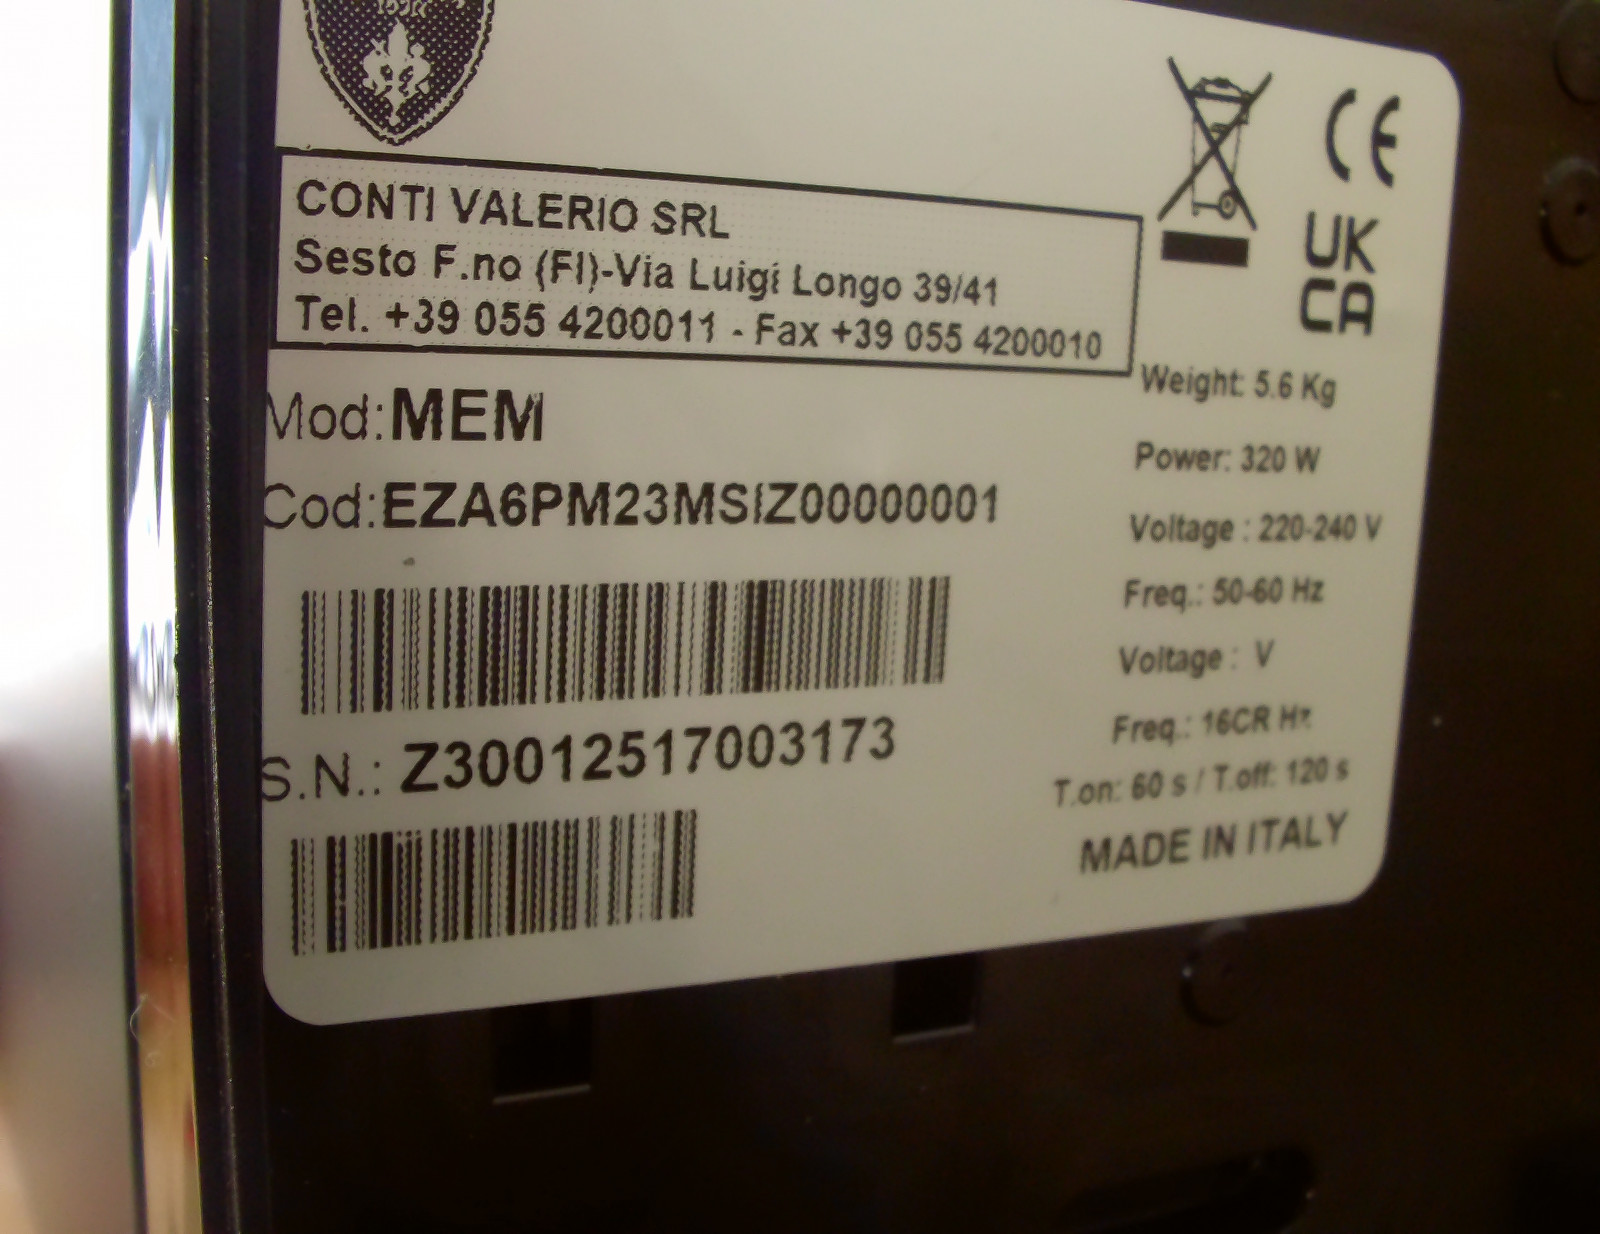 CONTI VALERIO SRL
Sesto F.no (FI)-Via Luigi Longo 39/41
Tel. +39 055 4200011 - Fax +39 055 4200010
Mod:MEM
Cod:EZA6PM23MSIZ00000001
S.N.: Z30012517003173
CE
UK
CA
Weight: 5.6 Kg
Power: 320 W
Voltage : 220-240 V
Freq.: 50-60 Hz
Voltage : V
Freq.: 16CR Hz
T.on: 60 s / T.off: 120 s
MADE IN ITALY